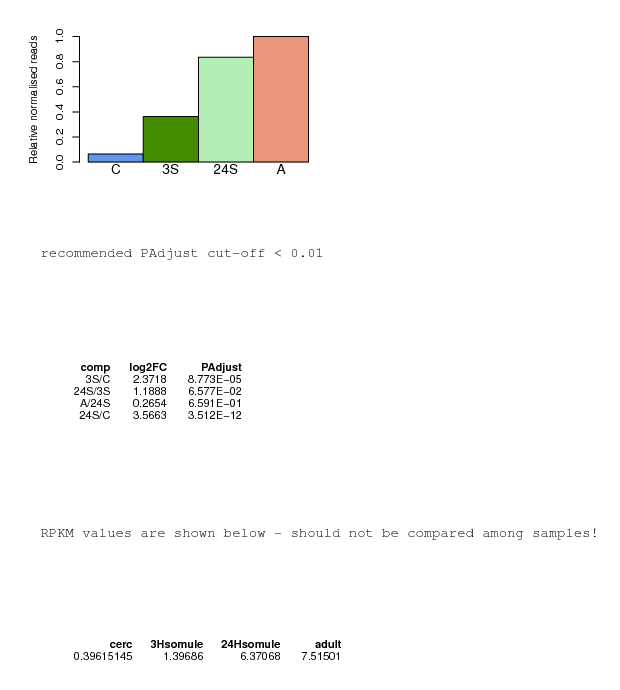 Relative normalised reads
1.0
0.8
0.6
0.4
0.2
0.0
C 3S 24S A
recommended PAdjust cut-off < 0.01
comp log2FC PAdjust
3S/C 2.3718 8.773E-05
24S/3S 1.1888 6.577E-02
A/24S 0.2654 6.591E-01
24S/C 3.5663 3.512E-12
RPKM values are shown below - should not be compared among samples!
cerc 3Hsomule 24Hsomule adult
0.39615145 1.39686 6.37068 7.51501